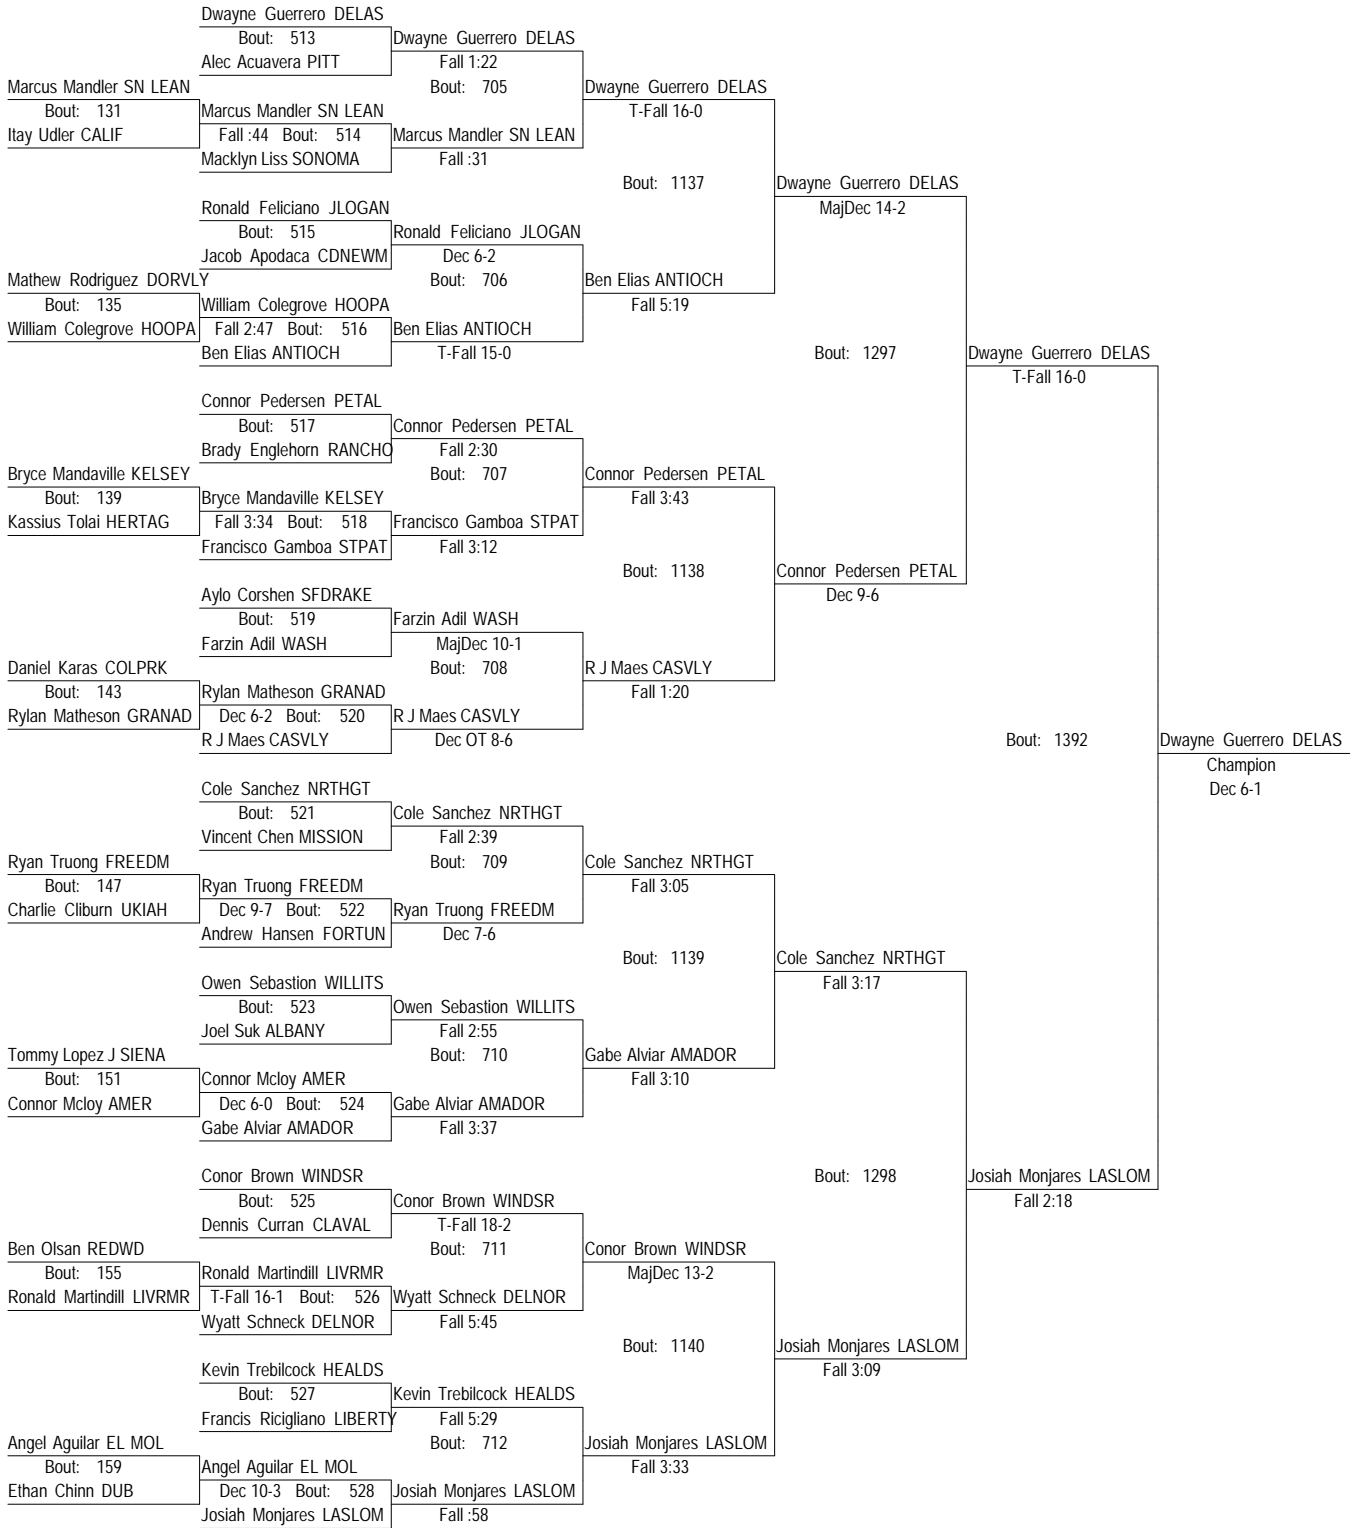 Dwayne Guerrero DELAS
Bout: 513 Dwayne Guerrero DELAS
Alec Acuavera PITT Fall 1:22
Marcus Mandler SN LEAN Bout: 705 Dwayne Guerrero DELAS
Bout: 131 Marcus Mandler SN LEAN T-Fall 16-0
Itay Udler CALIF Fall :44 Bout: 514 Marcus Mandler SN LEAN
Macklyn Liss SONOMA Fall :31
Bout: 1137 Dwayne Guerrero DELAS
Ronald Feliciano JLOGAN MajDec 14-2
Bout: 515 Ronald Feliciano JLOGAN
Jacob Apodaca CDNEWM Dec 6-2
Mathew Rodriguez DORVLY Bout: 706 Ben Elias ANTIOCH
Bout: 135 William Colegrove HOOPA Fall 5:19
William Colegrove HOOPA Fall 2:47 Bout: 516 Ben Elias ANTIOCH
Ben Elias ANTIOCH T-Fall 15-0 Bout: 1297 Dwayne Guerrero DELAS
T-Fall 16-0
Connor Pedersen PETAL
Bout: 517 Connor Pedersen PETAL
Brady Englehorn RANCHO Fall 2:30
Bryce Mandaville KELSEY Bout: 707 Connor Pedersen PETAL
Bout: 139 Bryce Mandaville KELSEY Fall 3:43
Kassius Tolai HERTAG Fall 3:34 Bout: 518 Francisco Gamboa STPAT
Francisco Gamboa STPAT Fall 3:12
Bout: 1138 Connor Pedersen PETAL
Aylo Corshen SFDRAKE Dec 9-6
Bout: 519 Farzin Adil WASH
Farzin Adil WASH MajDec 10-1
Daniel Karas COLPRK Bout: 708 R J Maes CASVLY
Bout: 143 Rylan Matheson GRANAD Fall 1:20
Rylan Matheson GRANAD Dec 6-2 Bout: 520 R J Maes CASVLY
R J Maes CASVLY Dec OT 8-6 Bout: 1392 Dwayne Guerrero DELAS
Champion
Cole Sanchez NRTHGT Dec 6-1
Bout: 521 Cole Sanchez NRTHGT
Vincent Chen MISSION Fall 2:39
Ryan Truong FREEDM Bout: 709 Cole Sanchez NRTHGT
Bout: 147 Ryan Truong FREEDM Fall 3:05
Charlie Cliburn UKIAH Dec 9-7 Bout: 522 Ryan Truong FREEDM
Andrew Hansen FORTUN Dec 7-6
Bout: 1139 Cole Sanchez NRTHGT
Owen Sebastion WILLITS Fall 3:17
Bout: 523 Owen Sebastion WILLITS
Joel Suk ALBANY Fall 2:55
Tommy Lopez J SIENA Bout: 710 Gabe Alviar AMADOR
Bout: 151 Connor Mcloy AMER Fall 3:10
Connor Mcloy AMER Dec 6-0 Bout: 524 Gabe Alviar AMADOR
Gabe Alviar AMADOR Fall 3:37
Conor Brown WINDSR Bout: 1298 Josiah Monjares LASLOM
Bout: 525 Conor Brown WINDSR Fall 2:18
Dennis Curran CLAVAL T-Fall 18-2
Ben Olsan REDWD Bout: 711 Conor Brown WINDSR
Bout: 155 Ronald Martindill LIVRMR MajDec 13-2
Ronald Martindill LIVRMR T-Fall 16-1 Bout: 526 Wyatt Schneck DELNOR
Wyatt Schneck DELNOR Fall 5:45
Bout: 1140 Josiah Monjares LASLOM
Kevin Trebilcock HEALDS Fall 3:09
Bout: 527 Kevin Trebilcock HEALDS
Francis Ricigliano LIBERTY Fall 5:29
Angel Aguilar EL MOL Bout: 712 Josiah Monjares LASLOM
Bout: 159 Angel Aguilar EL MOL Fall 3:33
Ethan Chinn DUB Dec 10-3 Bout: 528 Josiah Monjares LASLOM
Josiah Monjares LASLOM Fall :58